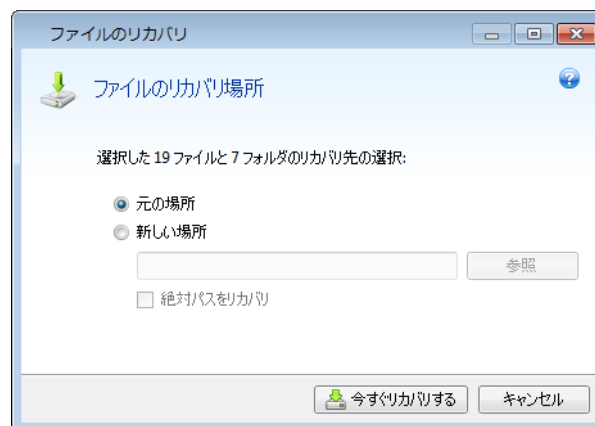 ファイルのリカバリ
ファイルのリカバリ場所
選択した 19 ファイルと 7 フォルダのリカバリ先の選択:
元の場所
新しい場所
参照
絶対パスをリカバリ
今すぐリカバリする
キャンセル